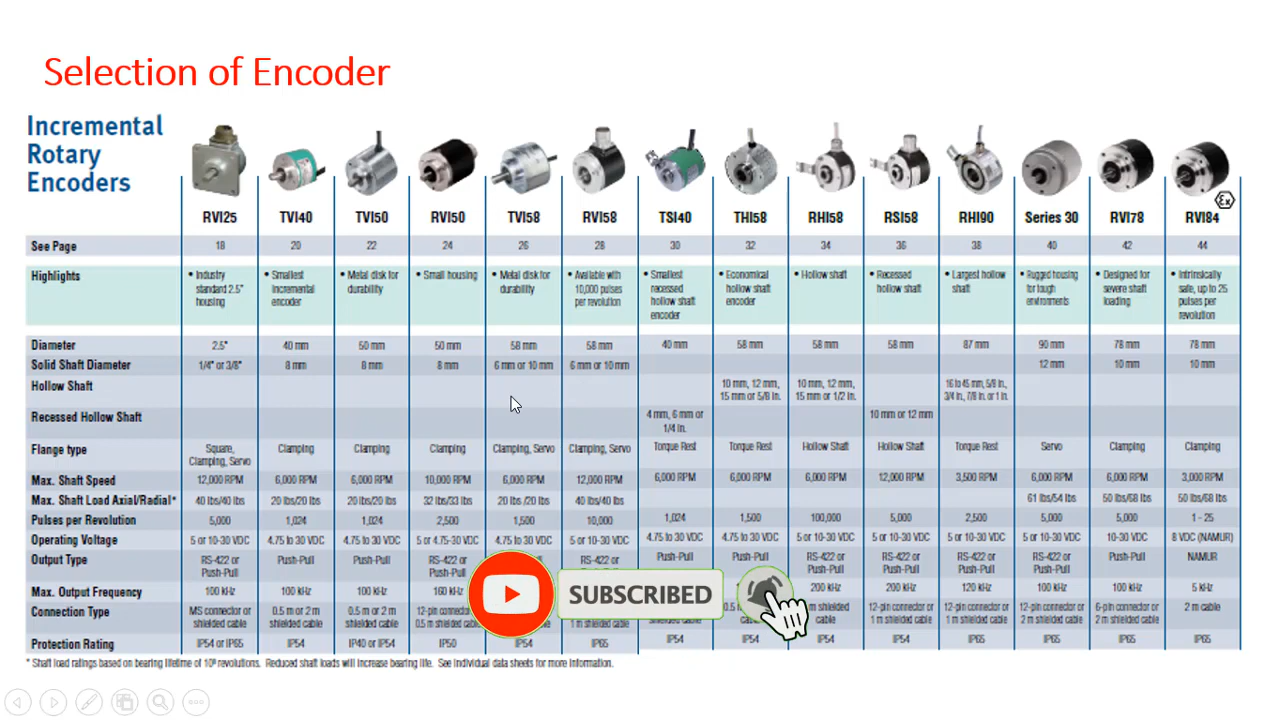 Selection of Encoder
Incremental
Rotary
Encoders
RVI25 TVI40 TVI50 RVI50 TVI58 RVI58 TSI40 THI58 RHI58 RSI58 RHI90 Series 30 RVI78 RVI84
See Page 18 20 22 24 26 28 30 32 34 36 38 40 42 44
Highlights • Industry • Smallest • Metal disk for • Small housing • Metal disk for • Available with • Smallest • Economical • Hollow shaft • Recessed • Largest hollow • Rugged housing • Designed for • Intrinsically
standard 2.5" incremental durability durability 10,000 pulses recessed hollow shaft hollow shaft shaft for tough severe shaft safe, up to 25
housing encoder per revolution hollow shaft encoder environments loading pulses per
encoder revolution
Diameter 2.5" 40 mm 50 mm 50 mm 58 mm 58 mm 40 mm 58 mm 58 mm 58 mm 87 mm 90 mm 78 mm 78 mm
Solid Shaft Diameter 1/4" or 3/8" 8 mm 8 mm 8 mm 6 mm or 10 mm 6 mm or 10 mm 12 mm 10 mm 10 mm
Hollow Shaft 10 mm, 12 mm, 10 mm, 12 mm, 16 to 45 mm, 5/8 in.,
15 mm or 5/8 in. 15 mm or 1/2 in. 3/4 in., 7/8 in. or 1 in.
Recessed Hollow Shaft 4 mm, 6 mm or 10 mm or 12 mm
1/4 in.
Flange type Square, Clamping Clamping Clamping Clamping, Servo Clamping, Servo Torque Rest Torque Rest Hollow Shaft Hollow Shaft Torque Rest Servo Clamping Clamping
Clamping, Servo
Max. Shaft Speed 12,000 RPM 6,000 RPM 6,000 RPM 10,000 RPM 6,000 RPM 12,000 RPM 6,000 RPM 6,000 RPM 6,000 RPM 12,000 RPM 3,500 RPM 6,000 RPM 6,000 RPM 3,000 RPM
Max. Shaft Load Axial/Radial* 40 lbs/40 lbs 20 lbs/20 lbs 20 lbs/20 lbs 32 lbs/33 lbs 20 lbs /20 lbs 40 lbs/40 lbs 61 lbs/54 lbs 50 lbs/68 lbs 50 lbs/68 lbs
Pulses per Revolution 5,000 1,024 1,024 2,500 1,500 10,000 1,024 1,500 100,000 5,000 2,500 5,000 5,000 1 - 25
Operating Voltage 5 or 10-30 VDC 4.75 to 30 VDC 4.75 to 30 VDC 5 or 4.75-30 VDC 4.75 to 30 VDC 5 or 10-30 VDC 4.75 to 30 VDC 4.75 to 30 VDC 5 or 10-30 VDC 5 or 10-30 VDC 5 or 10-30 VDC 5 or 10-30 VDC 10-30 VDC 8 VDC (NAMUR)
Output Type RS-422 or Push-Pull Push-Pull RS-422 or RS-422 or Push-Pull Push-Pull RS-422 or RS-422 or RS-422 or RS-422 or Push-Pull NAMUR
Push-Pull Push-Pull Push-Pull Push-Pull Push-Pull Push-Pull
Max. Output Frequency 100 kHz 100 kHz 100 kHz 160 kHz 200 kHz 200 kHz 120 kHz 100 kHz 100 kHz 5 kHz
Connection Type MS connector or 0.5 m or 2 m 0.5 m or 2 m 12-pin shielded 12-pin connector or 12-pin connector or 12-pin connector or 6-pin connector or 2 m cable
shielded cable shielded cable shielded cable 0.5 m shielded cable 1 m shielded cable shielded cable cable 1 m shielded cable 1 m shielded cable 2 m shielded cable 2 m shielded cable
Protection Rating IP54 or IP65 IP54 IP40 or IP54 IP50 IP54 IP65 IP54 IP54 IP54 IP54 IP65 IP65 IP65 IP65
* Shaft load ratings based on bearing lifetime of revolutions. Reduced shaft loads will increase bearing life. See individual data sheets for more information.
SUBSCRIBED